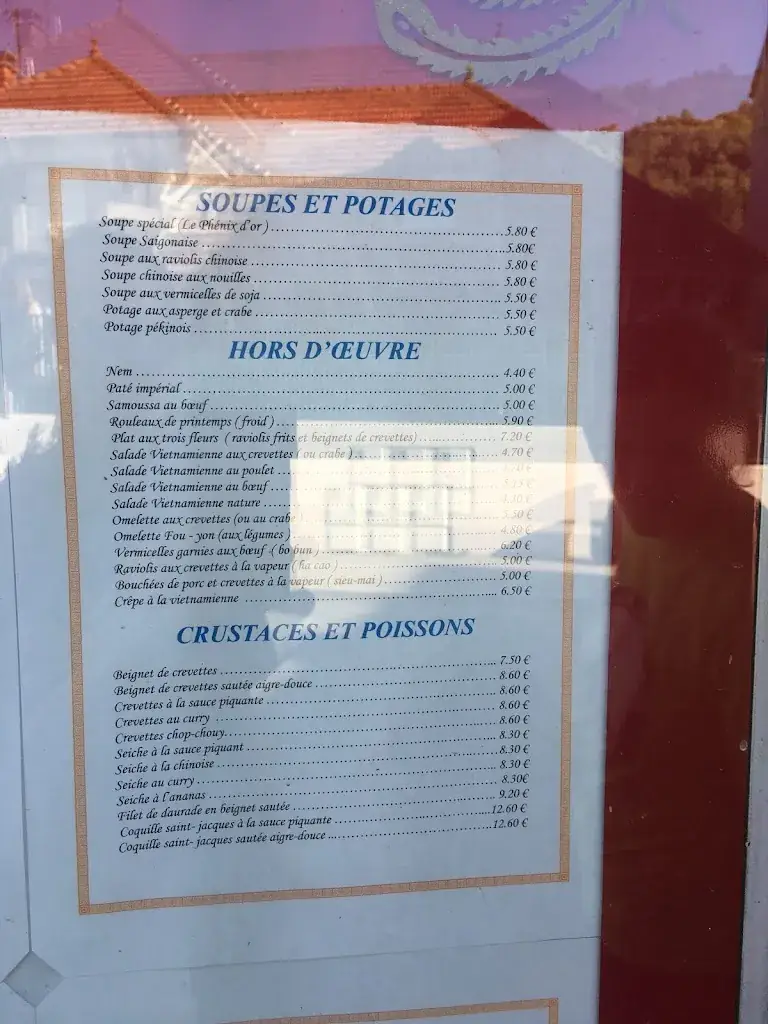 SOUPES ET POTAGES
Soupe spécial (Le Phénix d'or) ........ 5.80 €
Soupe Saigonaise ........ 5.80€
Soupe aux raviolis chinoise ........ 5.80 €
Soupe chinoise aux nouilles ........ 5.80 €
Soupe aux vermicelles de soja ........ 5.50 €
Potage aux asperge et crabe ........ 5.50 €
Potage pékinois ........ 5.50 €
HORS D'ŒUVRE
Nem ........ 4.40 €
Paté impérial ........ 5.00 €
Samoussa au bœuf ........ 5.00 €
Rouleaux de printemps ( froid ) ........ 5.90 €
Plat aux trois fleurs ( raviolis frits et beignets de crevettes) ........ 7.20 €
Salade Vietnamienne aux crevettes ( ou crabe ) ........ 4.70 €
Salade Vietnamienne au poulet ........
Salade Vietnamienne au bœuf ........
Salade Vietnamienne nature ........
Omelette aux crevettes (ou au crabe ........
Omelette Fou - yon (aux légumes ) ........ 4.80 €
Vermicelles garnies aux bœuf -( bo bun ) ........ 6.20 €
Raviolis aux crevettes à la vapeur ( ha cao ) ........ 5.00 €
Bouchées de porc et crevettes à la vapeur ( sieu-mai ) ........ 5.00 €
Crêpe à la vietnamienne ........ 6.50 €
CRUSTACES ET POISSONS
Beignet de crevettes ........ 7.50 €
Beignet de crevettes sautée aigre-douce ........ 8.60 €
Crevettes à la sauce piquante ........ 8.60 €
Crevettes au curry ........ 8.60 €
Crevettes chop-chouy ........ 8.60 €
Seiche à la sauce piquant ........ 8.30 €
Seiche à la chinoise ........ 8.30 €
Seiche au curry ........ 8.30 €
Seiche à l'ananas ........ 8.30€
Filet de daurade en beignet sautée ........ 9.20 €
Coquille saint- jacques à la sauce piquante ........ 12.60 €
Coquille saint- jacques sautée aigre-douce ........ 12.60 €